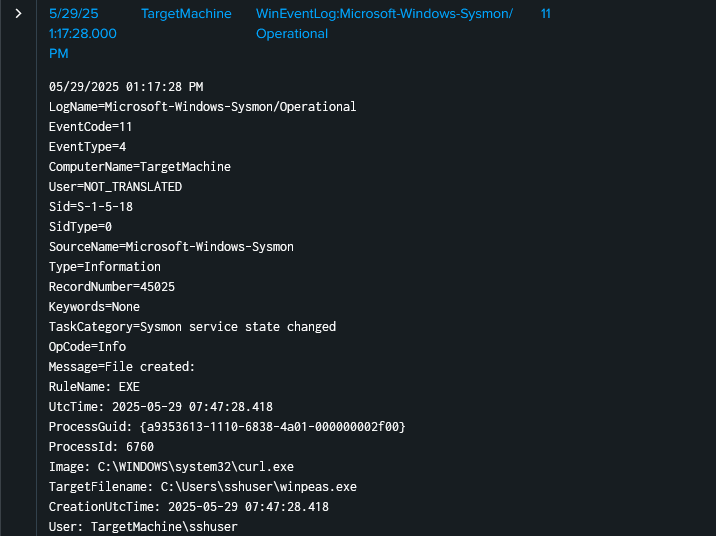 5/29/25 TargetMachine WinEventLog:Microsoft-Windows-Sysmon/ 11
1:17:28.000 Operational
PM
05/29/2025 01:17:28 PM
LogName=Microsoft-Windows-Sysmon/Operational
EventCode=11
EventType=4
ComputerName=TargetMachine
User=NOT_TRANSLATED
Sid=S-1-5-18
SidType=0
SourceName=Microsoft-Windows-Sysmon
Type=Information
RecordNumber=45025
Keywords=None
TaskCategory=Sysmon service state changed
OpCode=Info
Message=File created:
RuleName: EXE
UtcTime: 2025-05-29 07:47:28.418
ProcessGuid: {a9353613-1110-6838-4a01-000000002f00}
ProcessId: 6760
Image: C:\WINDOWS\system32\curl.exe
TargetFilename: C:\Users\sshuser\winpeas.exe
CreationUtcTime: 2025-05-29 07:47:28.418
User: TargetMachine\sshuser